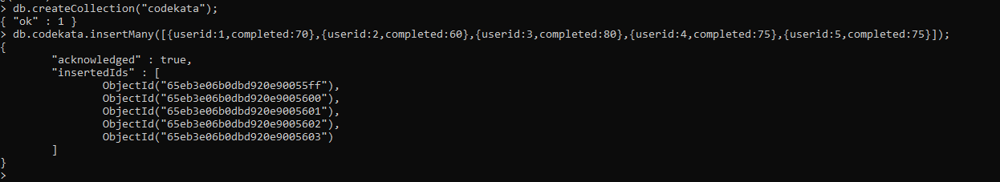 > db.createCollection("codekata");
{ "ok" : 1 }
> db.codekata.insertMany([{userid:1,completed:70},{userid:2,completed:60},{userid:3,completed:80},{userid:4,completed:75},{userid:5,completed:75}]);
{
        "acknowledged" : true,
        "insertedIds" : [
                ObjectId("65eb3e06b0dbd920e90055ff"),
                ObjectId("65eb3e06b0dbd920e9005600"),
                ObjectId("65eb3e06b0dbd920e9005601"),
                ObjectId("65eb3e06b0dbd920e9005602"),
                ObjectId("65eb3e06b0dbd920e9005603")
        ]
}
>